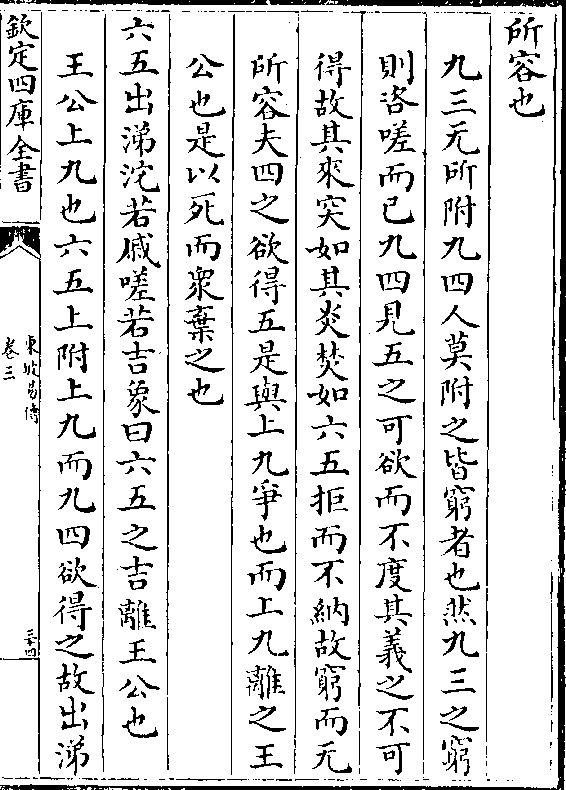 所容也
九三无所附九四人莫附之皆窮者也然九三之窮
則咨嗟而已九四見五之可欲而不度其義之不可
得故其來突如其炎焚如六五拒而不納故窮而无
所容夫四之欲得五是與上九爭也而上九離之王
公也是以死而衆棄之也
六五出涕沱若戚嗟若吉象曰六五之吉離王公也
王公上九也六五上附上九而九四欲得之故出涕
欽定四庫全書
東坡易傳
卷三
三十四